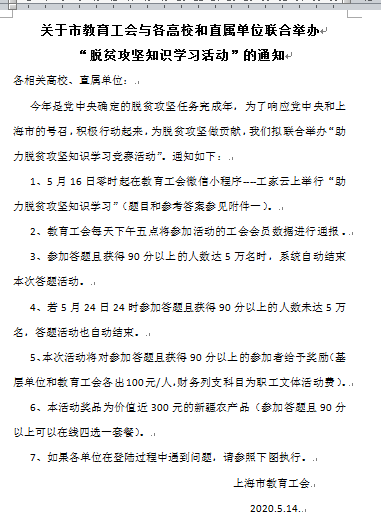 关于市教育工会与各高校和直属单位联合举办
“脱贫攻坚知识学习活动”的通知
各相关高校、直属单位：
今年是党中央确定的脱贫攻坚任务完成年，为了响应党中央和上
海市的号召，积极行动起来，为脱贫攻坚做贡献，我们拟联合举办“助
力脱贫攻坚知识学习竞赛活动”。通知如下：
1、5月16日零时起在教育工会微信小程序----工家云上举行“助
力脱贫攻坚知识学习”（题目和参考答案参见附件一）。
2、教育工会每天下午五点将参加活动的工会会员数据进行通报。
3、参加答题且获得90分以上的人数达5万名时，系统自动结束
本次答题活动。
4、若5月24日24时参加答题且获得90分以上的人数未达5万
名，答题活动也自动结束。
5、本次活动将对参加答题且获得90分以上的参加者给予奖励（基
层单位和教育工会各出100元/人，财务列支科目为职工文体活动费）。
6、本活动奖品为价值近300元的新疆农产品（参加答题且90分
以上可以在线四选一套餐）。
7、如果各单位在登陆过程中遇到问题，请参照下图执行。
上海市教育工会
2020.5.14